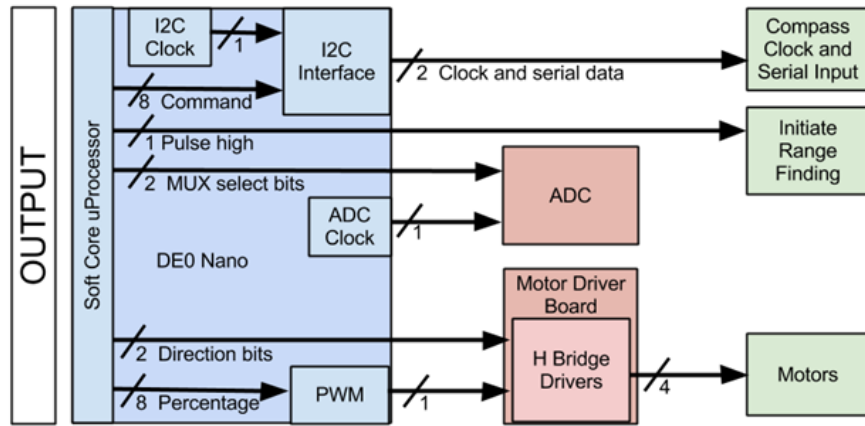 OUTPUT
Soft Core uProcessor
I2C
Clock
1
I2C
Interface
2 Clock and serial data
Compass
Clock and
Serial Input
8 Command
1 Pulse high
Initiate
Range
Finding
2 MUX select bits
ADC
ADC
Clock
1
DE0 Nano
Motor Driver
Board
2 Direction bits
H Bridge
Drivers
4
Motors
8 Percentage
PWM
1